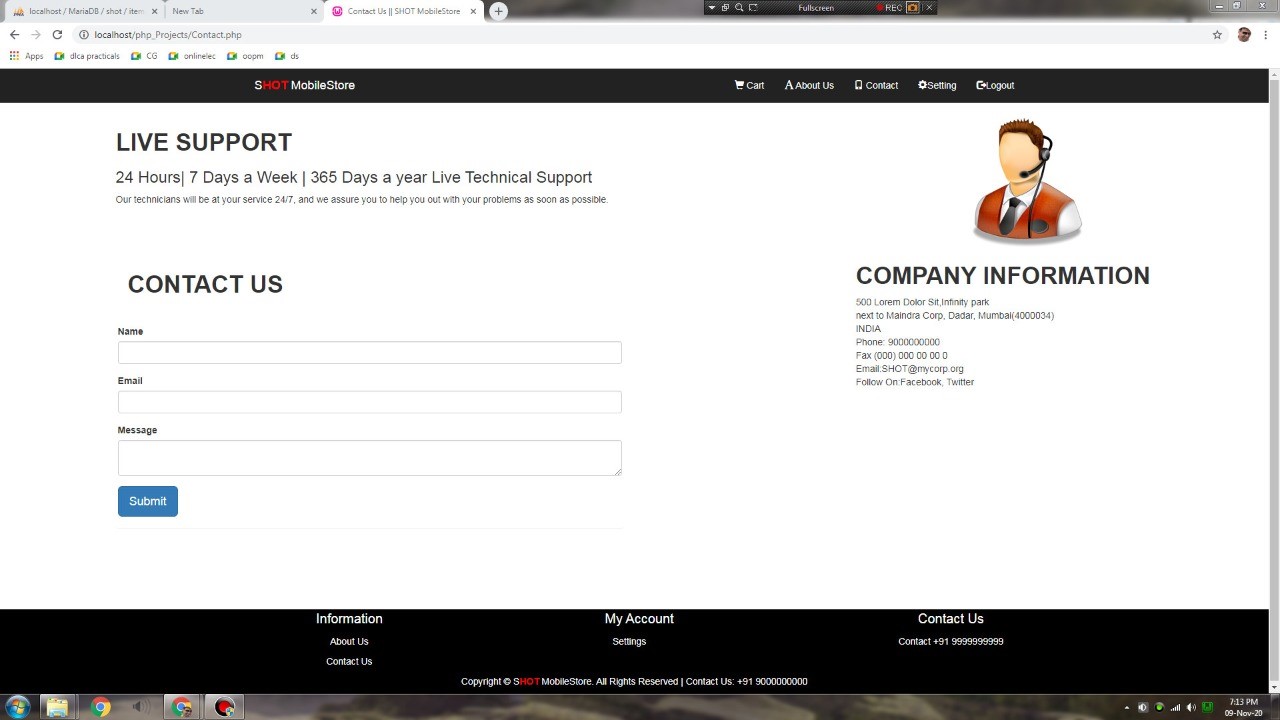 localhost / MariaDB / shot / item
New Tab
Contact Us || SHOT MobileStore
Fullscreen
REC
localhost/php_Projects/Contact.php
Apps
dlca practicals
CG
onlinelec
oopm
ds
SHOT MobileStore
Cart
About Us
Contact
Setting
Logout
LIVE SUPPORT
24 Hours| 7 Days a Week | 365 Days a year Live Technical Support
Our technicians will be at your service 24/7, and we assure you to help you out with your problems as soon as possible.
CONTACT US
Name
Email
Message
Submit
COMPANY INFORMATION
500 Lorem Dolor Sit,Infinity park
next to Maindra Corp, Dadar, Mumbai(4000034)
INDIA
Phone: 9000000000
Fax (000) 000 00 00 0
Email:SHOT@mycorp.org
Follow On:Facebook, Twitter
Information
About Us
Contact Us
My Account
Settings
Contact Us
Contact +91 9999999999
Copyright © SHOT MobileStore. All Rights Reserved | Contact Us: +91 9000000000
7:13 PM
09-Nov-20